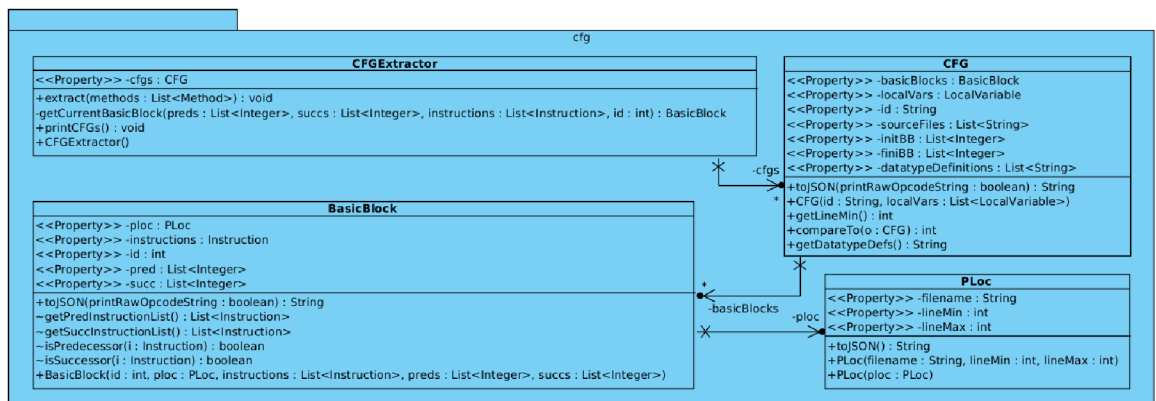 cfg
CFGExtractor
<<Property>> -cfgs : CFG
+extract(methods : List<Method>) : void
-getCurrentBasicBlock(preds : List<Integer>, succs : List<Integer>, instructions : List<Instruction>, id : int) : BasicBlock
+printCFGs() : void
+CFGExtractor()
CFG
<<Property>> -basicBlocks : BasicBlock
<<Property>> -localVars : LocalVariable
<<Property>> -id : String
<<Property>> -sourceFiles : List<String>
<<Property>> -initBB : List<Integer>
<<Property>> -finiBB : List<Integer>
<<Property>> -datatypeDefinitions : List<String>
+toJSON(printRawOpcodeString : boolean) : String
+CFG(id : String, localVars : List<LocalVariable>)
+getLineMin() : int
+compareTo(o : CFG) : int
+getDatatypeDefs() : String
-cfgs
*
BasicBlock
<<Property>> -ploc : PLoc
<<Property>> -instructions : Instruction
<<Property>> -id : int
<<Property>> -pred : List<Integer>
<<Property>> -succ : List<Integer>
+toJSON(printRawOpcodeString : boolean) : String
~getPredInstructionList() : List<Instruction>
~getSuccInstructionList() : List<Instruction>
~isPredecessor(i : Instruction) : boolean
~isSuccessor(i : Instruction) : boolean
+BasicBlock(id : int, ploc : PLoc, instructions : List<Instruction>, preds : List<Integer>, succs : List<Integer>)
*
-basicBlocks
-ploc
PLoc
<<Property>> -filename : String
<<Property>> -lineMin : int
<<Property>> -lineMax : int
+toJSON() : String
+PLoc(filename : String, lineMin : int, lineMax : int)
+PLoc(ploc : PLoc)